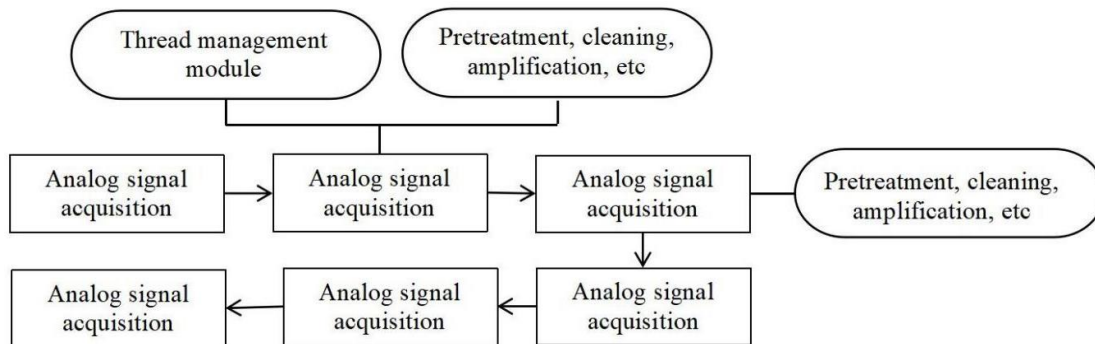 Thread management
module
Pretreatment, cleaning,
amplification, etc
Analog signal
acquisition
Analog signal
acquisition
Analog signal
acquisition
Pretreatment, cleaning,
amplification, etc
Analog signal
acquisition
Analog signal
acquisition
Analog signal
acquisition